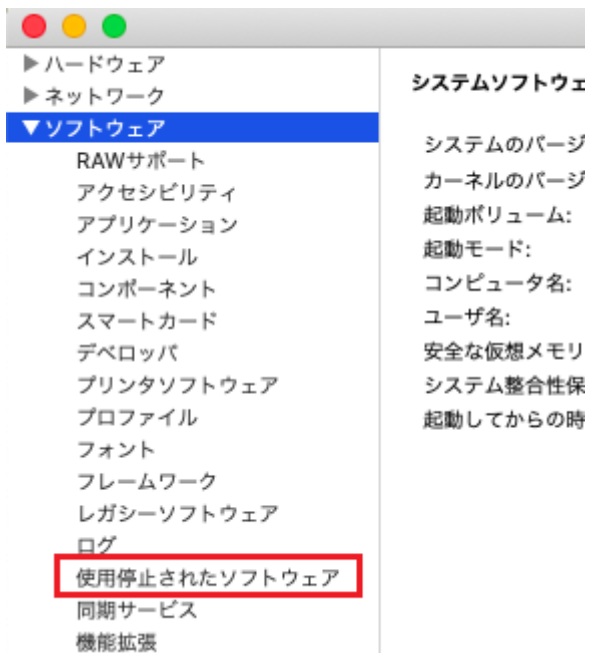 ハードウェア
ネットワーク
ソフトウェア
RAWサポート
アクセシビリティ
アプリケーション
インストール
コンポーネント
スマートカード
デベロッパ
プリンタソフトウェア
プロファイル
フォント
フレームワーク
レガシーソフトウェア
ログ
使用停止されたソフトウェア
同期サービス
機能拡張
システムソフトウェ
システムのバージ
カーネルのバージ
起動ボリューム:
起動モード:
コンピュータ名:
ユーザ名:
安全な仮想メモリ
システム整合性保
起動してからの時